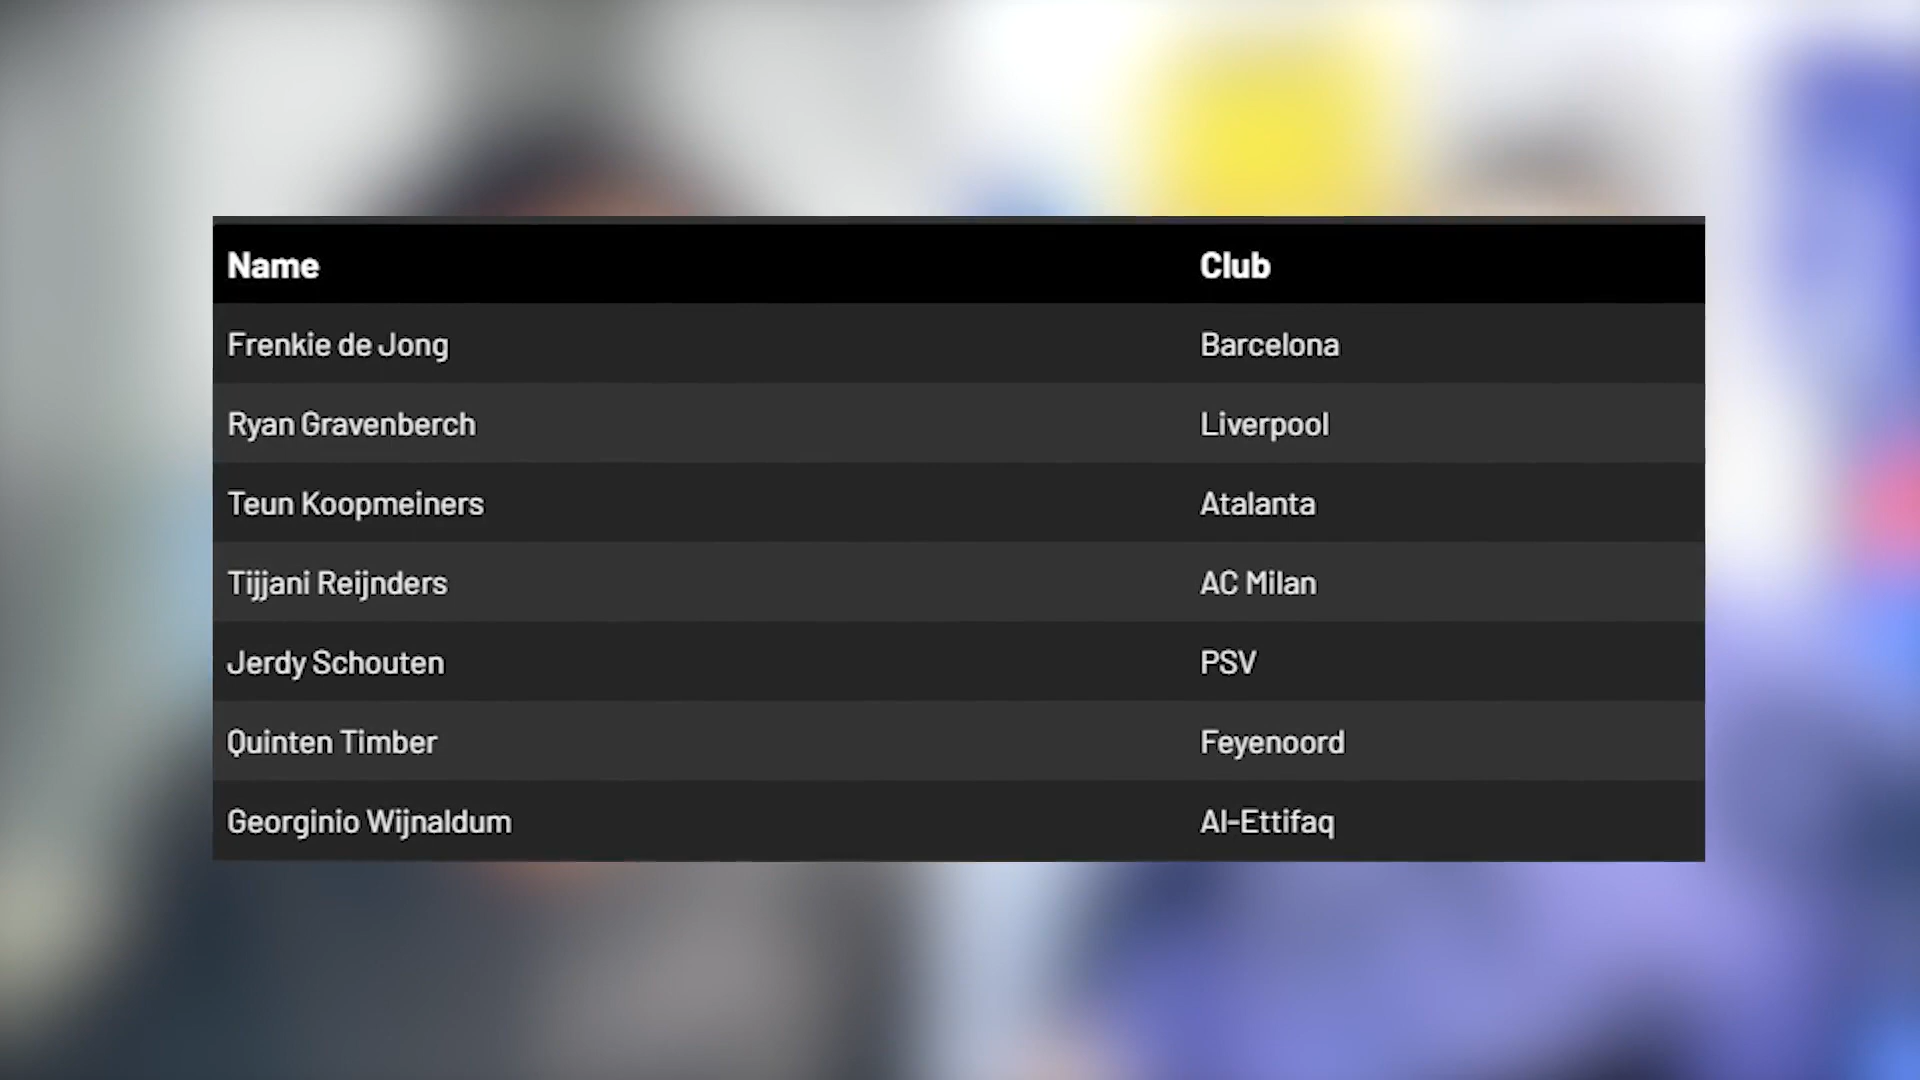 Name Club
Frenkie de Jong Barcelona
Ryan Gravenberch Liverpool
Teun Koopmeiners Atalanta
Tijjani Reijnders AC Milan
Jerdy Schouten PSV
Quinten Timber Feyenoord
Georginio Wijnaldum Al-Ettifaq